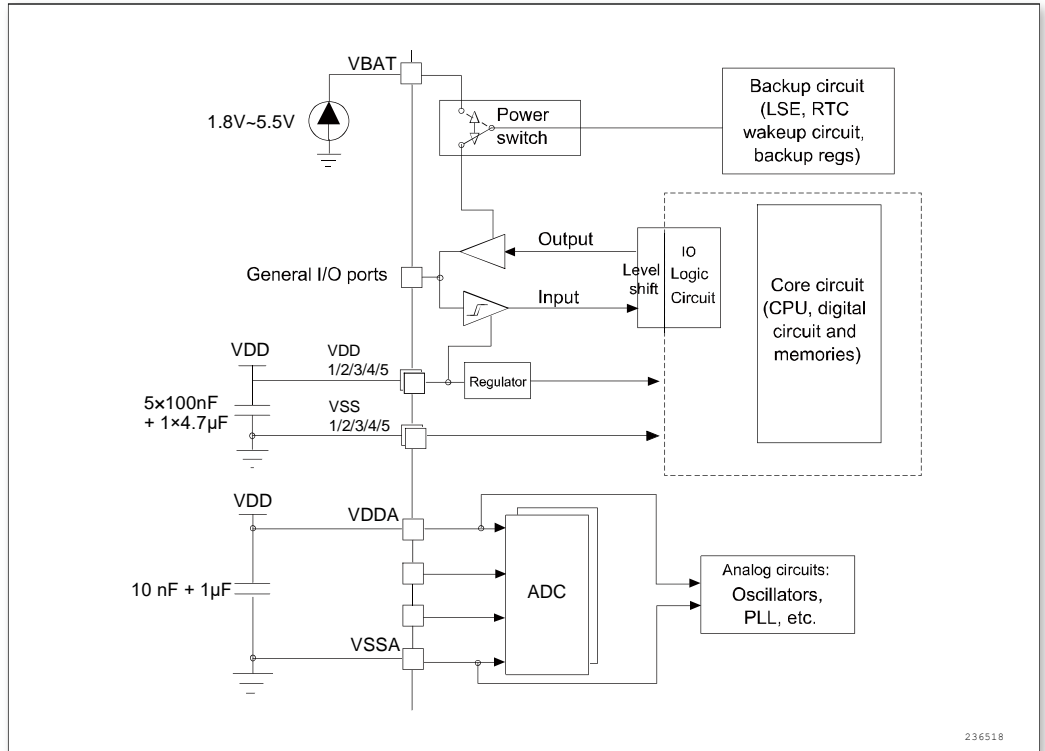 VBAT
1.8V~5.5V
Power
switch
Backup circuit
(LSE, RTC
wakeup circuit,
backup regs)
General I/O ports
Output
Input
Level
shift
IO
Logic
Circuit
Core circuit
(CPU, digital
circuit and
memories)
VDD
5×100nF
+ 1×4.7µF
VDD
1/2/3/4/5
VSS
1/2/3/4/5
Regulator
VDD
10 nF + 1µF
VDDA
VSSA
ADC
Analog circuits:
Oscillators,
PLL, etc.
236518